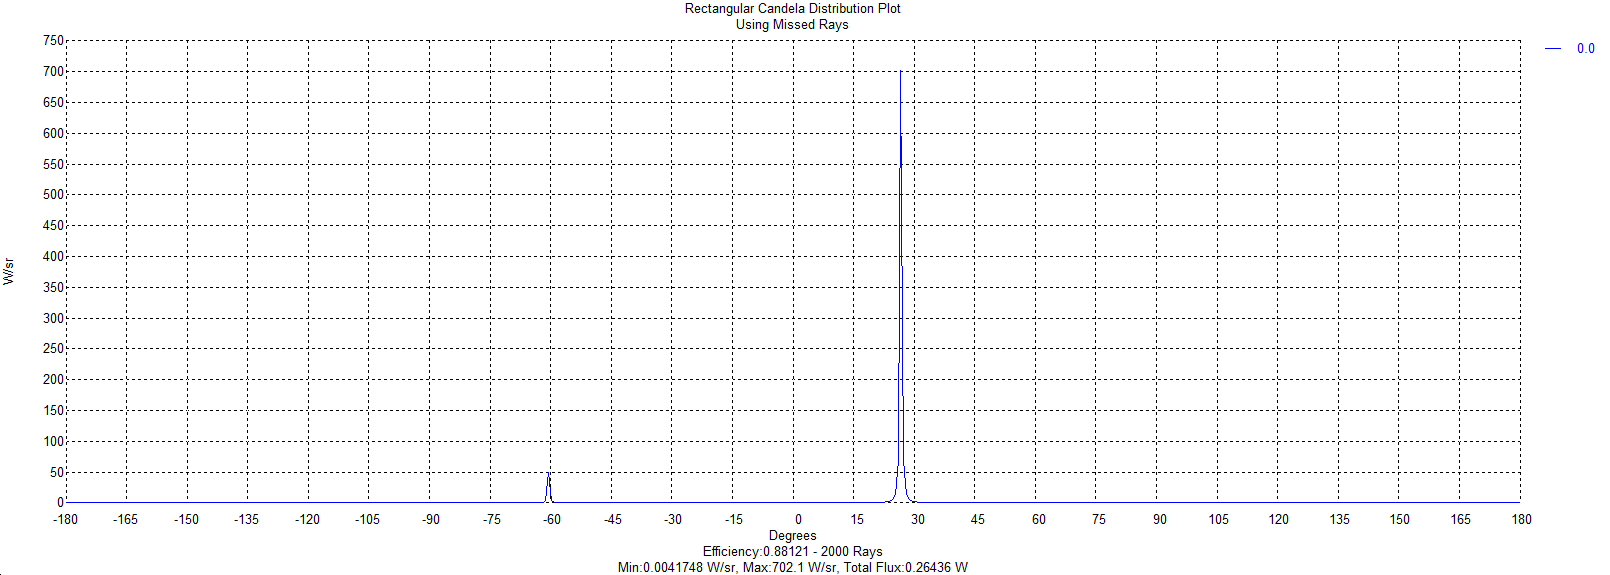 Rectangular Candela Distribution Plot
Using Missed Rays
750
700
650
600
550
500
450
400
350
300
250
200
150
100
50
0
W/sr
-180 -165 -150 -135 -120 -105 -90 -75 -60 -45 -30 -15 0 15 30 45 60 75 90 105 120 135 150 165 180
Degrees
Efficiency:0.88121 - 2000 Rays
Min:0.0041748 W/sr, Max:702.1 W/sr, Total Flux:0.26436 W
0.0